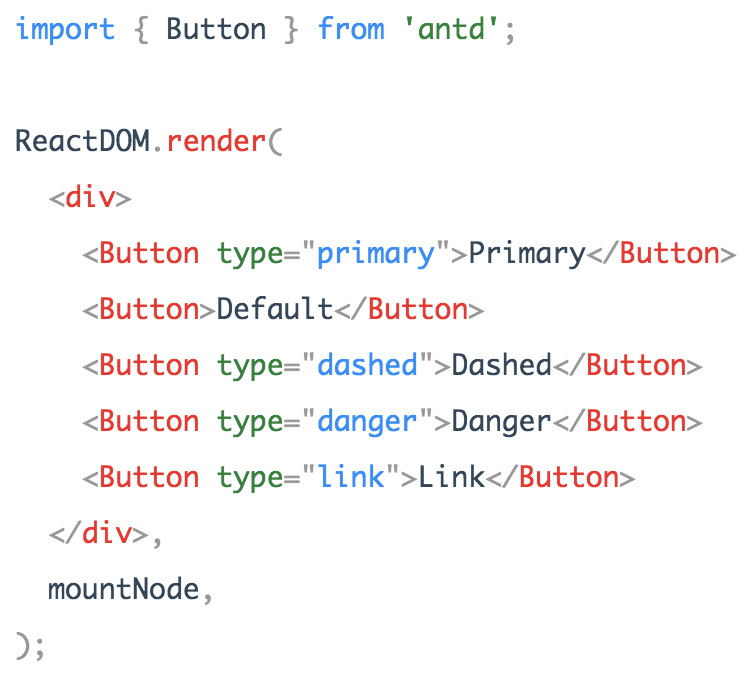 import { Button } from 'antd';

ReactDOM.render(
  <div>
    <Button type="primary">Primary</Button>
    <Button>Default</Button>
    <Button type="dashed">Dashed</Button>
    <Button type="danger">Danger</Button>
    <Button type="link">Link</Button>
  </div>,
  mountNode,
);